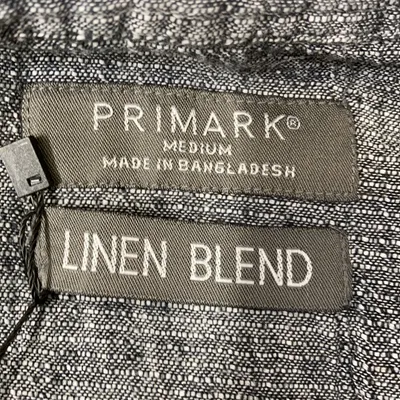 PRIMARK®
MEDIUM
MADE IN BANGLADESH
LINEN BLEND